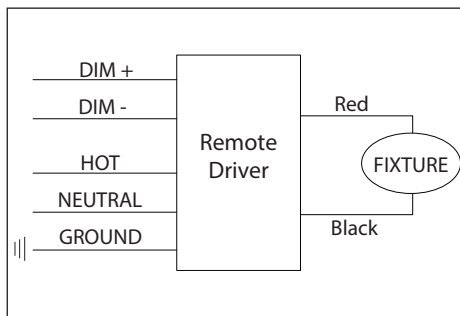 DIM +
DIM -
HOT
NEUTRAL
GROUND
Remote
Driver
Red
Black
FIXTURE